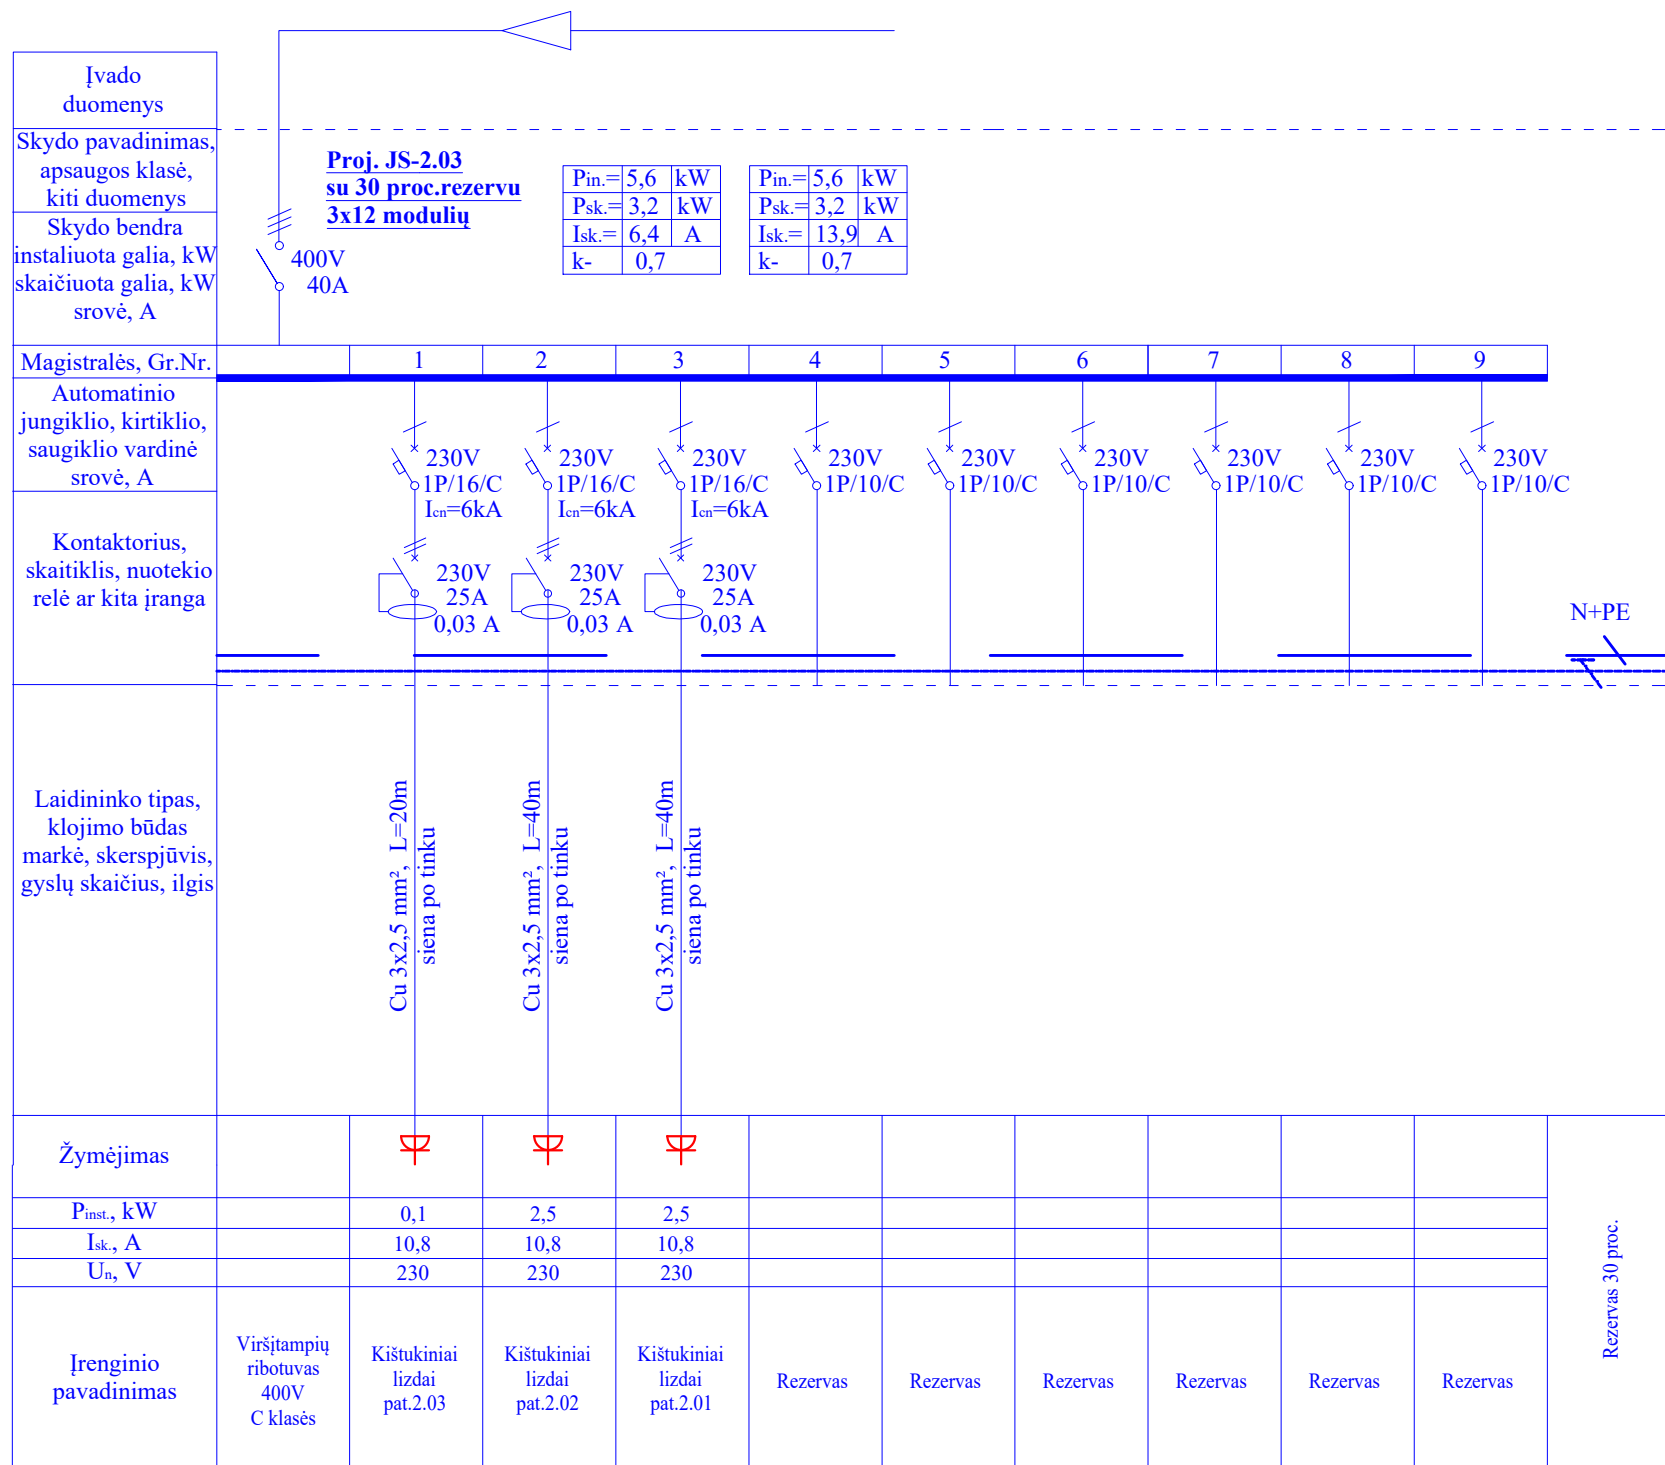 Įvado
duomenys
Skydo pavadinimas,
apsaugos klasė,
kiti duomenys
Skydo bendra
instaliuota galia, kW
skaičiuota galia, kW
srovė, A
Proj. JS-2.03
su 30 proc.rezervu
3x12 modulių
400V
40A
Pin.= 5,6 kW
Psk.= 3,2 kW
Isk.= 6,4 A
k- 0,7
Pin.= 5,6 kW
Psk.= 3,2 kW
Isk.= 13,9 A
k- 0,7
Magistralės, Gr.Nr. 1 2 3 4 5 6 7 8 9
Automatinio
jungiklio, kirtiklio,
saugiklio vardinė
srovė, A
230V 230V 230V 230V 230V 230V 230V 230V 230V
1P/16/C 1P/16/C 1P/16/C 1P/10/C 1P/10/C 1P/10/C 1P/10/C 1P/10/C 1P/10/C
Icn=6kA Icn=6kA Icn=6kA
Kontaktorius,
skaitiklis, nuotekio
relė ar kita įranga
230V 230V 230V
25A 25A 25A
0,03 A 0,03 A 0,03 A
N+PE
Laidininko tipas,
klojimo būdas
markė, skerspjūvis,
gyslų skaičius, ilgis
Cu 3x2,5 mm², L=20m
siena po tinku
Cu 3x2,5 mm², L=40m
siena po tinku
Cu 3x2,5 mm², L=40m
siena po tinku
Žymėjimas
Pinst., kW 0,1 2,5 2,5
Isk., A 10,8 10,8 10,8
Un, V 230 230 230
Įrenginio
pavadinimas
Viršįtampių
ribotuvas
400V
C klasės
Kištukiniai
lizdai
pat.2.03
Kištukiniai
lizdai
pat.2.02
Kištukiniai
lizdai
pat.2.01
Rezervas
Rezervas
Rezervas
Rezervas
Rezervas
Rezervas
Rezervas 30 proc.